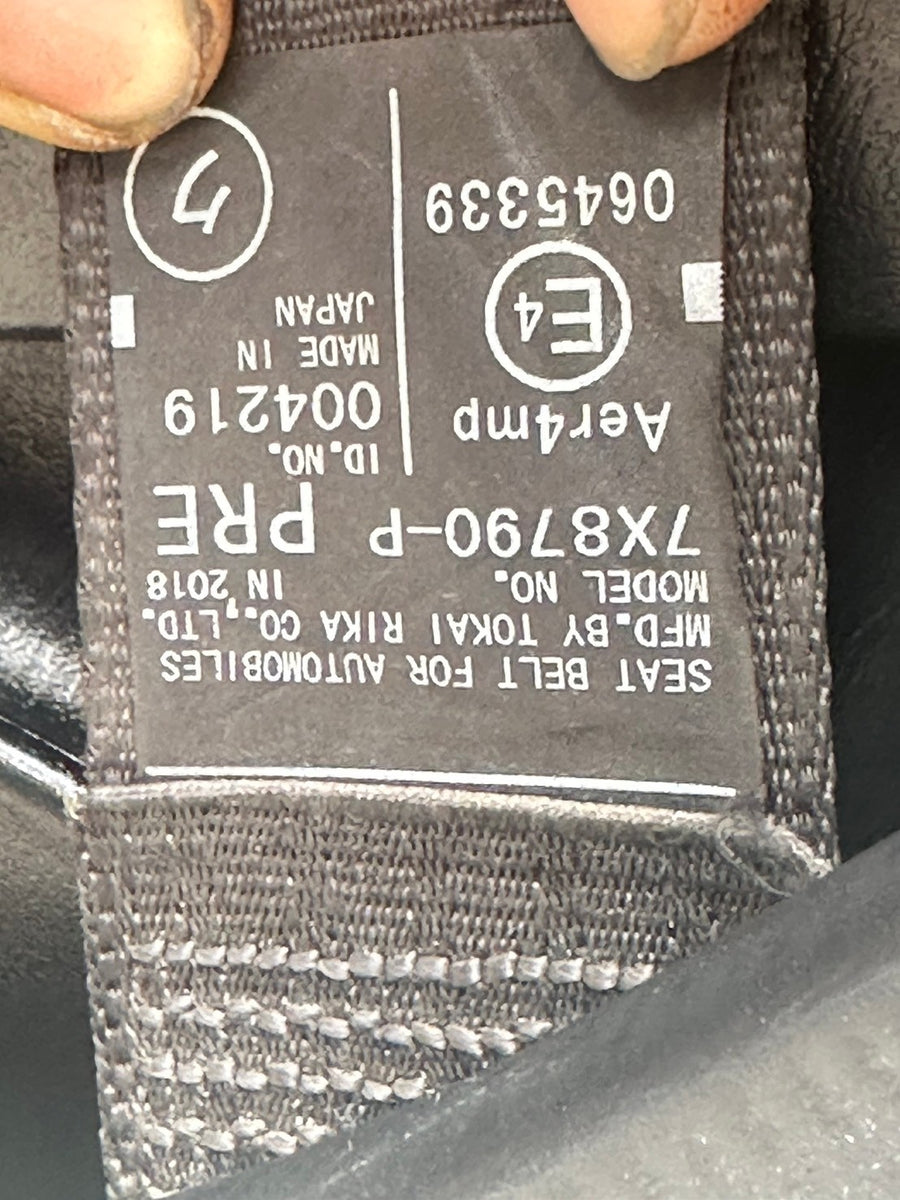 SEAT BELT FOR AUTOMOBILES
MFD.BY TOKAI RIKA CO.,LTD.
MODEL NO. IN 2018
7X8790-P PRE
Aer4mp
E4
0645339
ID.NO.
004219
MADE IN
JAPAN